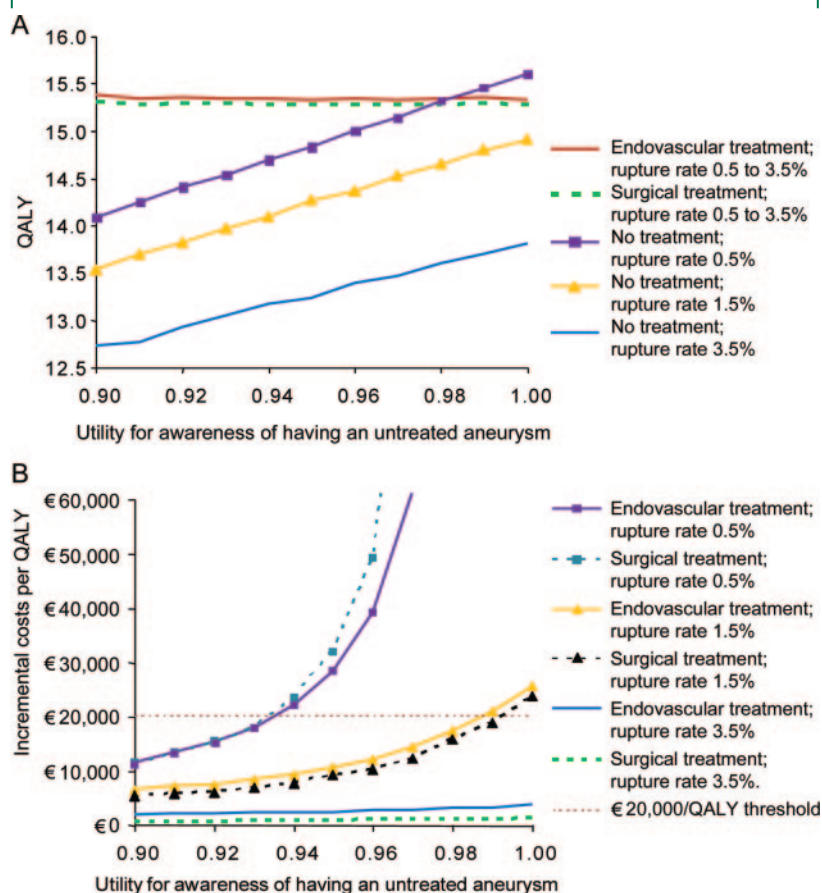 A
QALY
16.0
15.5
15.0
14.5
14.0
13.5
13.0
12.5
0.90 0.92 0.94 0.96 0.98 1.00
Utility for awareness of having an untreated aneurysm
Endovascular treatment;
rupture rate 0.5 to 3.5%
Surgical treatment;
rupture rate 0.5 to 3.5%
No treatment;
rupture rate 0.5%
No treatment;
rupture rate 1.5%
No treatment;
rupture rate 3.5%
B
Incremental costs per QALY
€60,000
€50,000
€40,000
€30,000
€20,000
€10,000
€0
0.90 0.92 0.94 0.96 0.98 1.00
Utility for awareness of having an untreated aneurysm
Endovascular treatment;
rupture rate 0.5%
Surgical treatment;
rupture rate 0.5%
Endovascular treatment;
rupture rate 1.5%
Surgical treatment;
rupture rate 1.5%
Endovascular treatment;
rupture rate 3.5%
Surgical treatment;
rupture rate 3.5%.
€20,000/QALY threshold